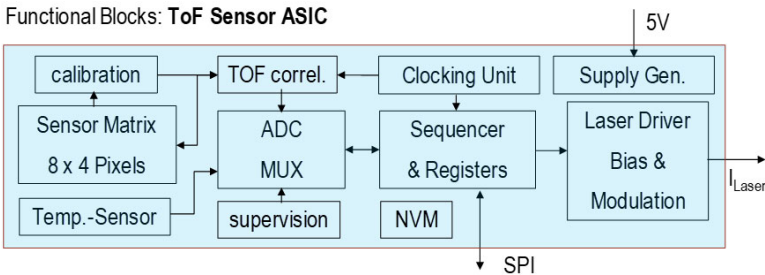 Functional Blocks: ToF Sensor ASIC
5V
calibration
TOF correl.
Clocking Unit
Supply Gen.
Sensor Matrix
8 x 4 Pixels
ADC
MUX
Sequencer
& Registers
Laser Driver
Bias &
Modulation
I Laser
Temp.-Sensor
supervision
NVM
SPI